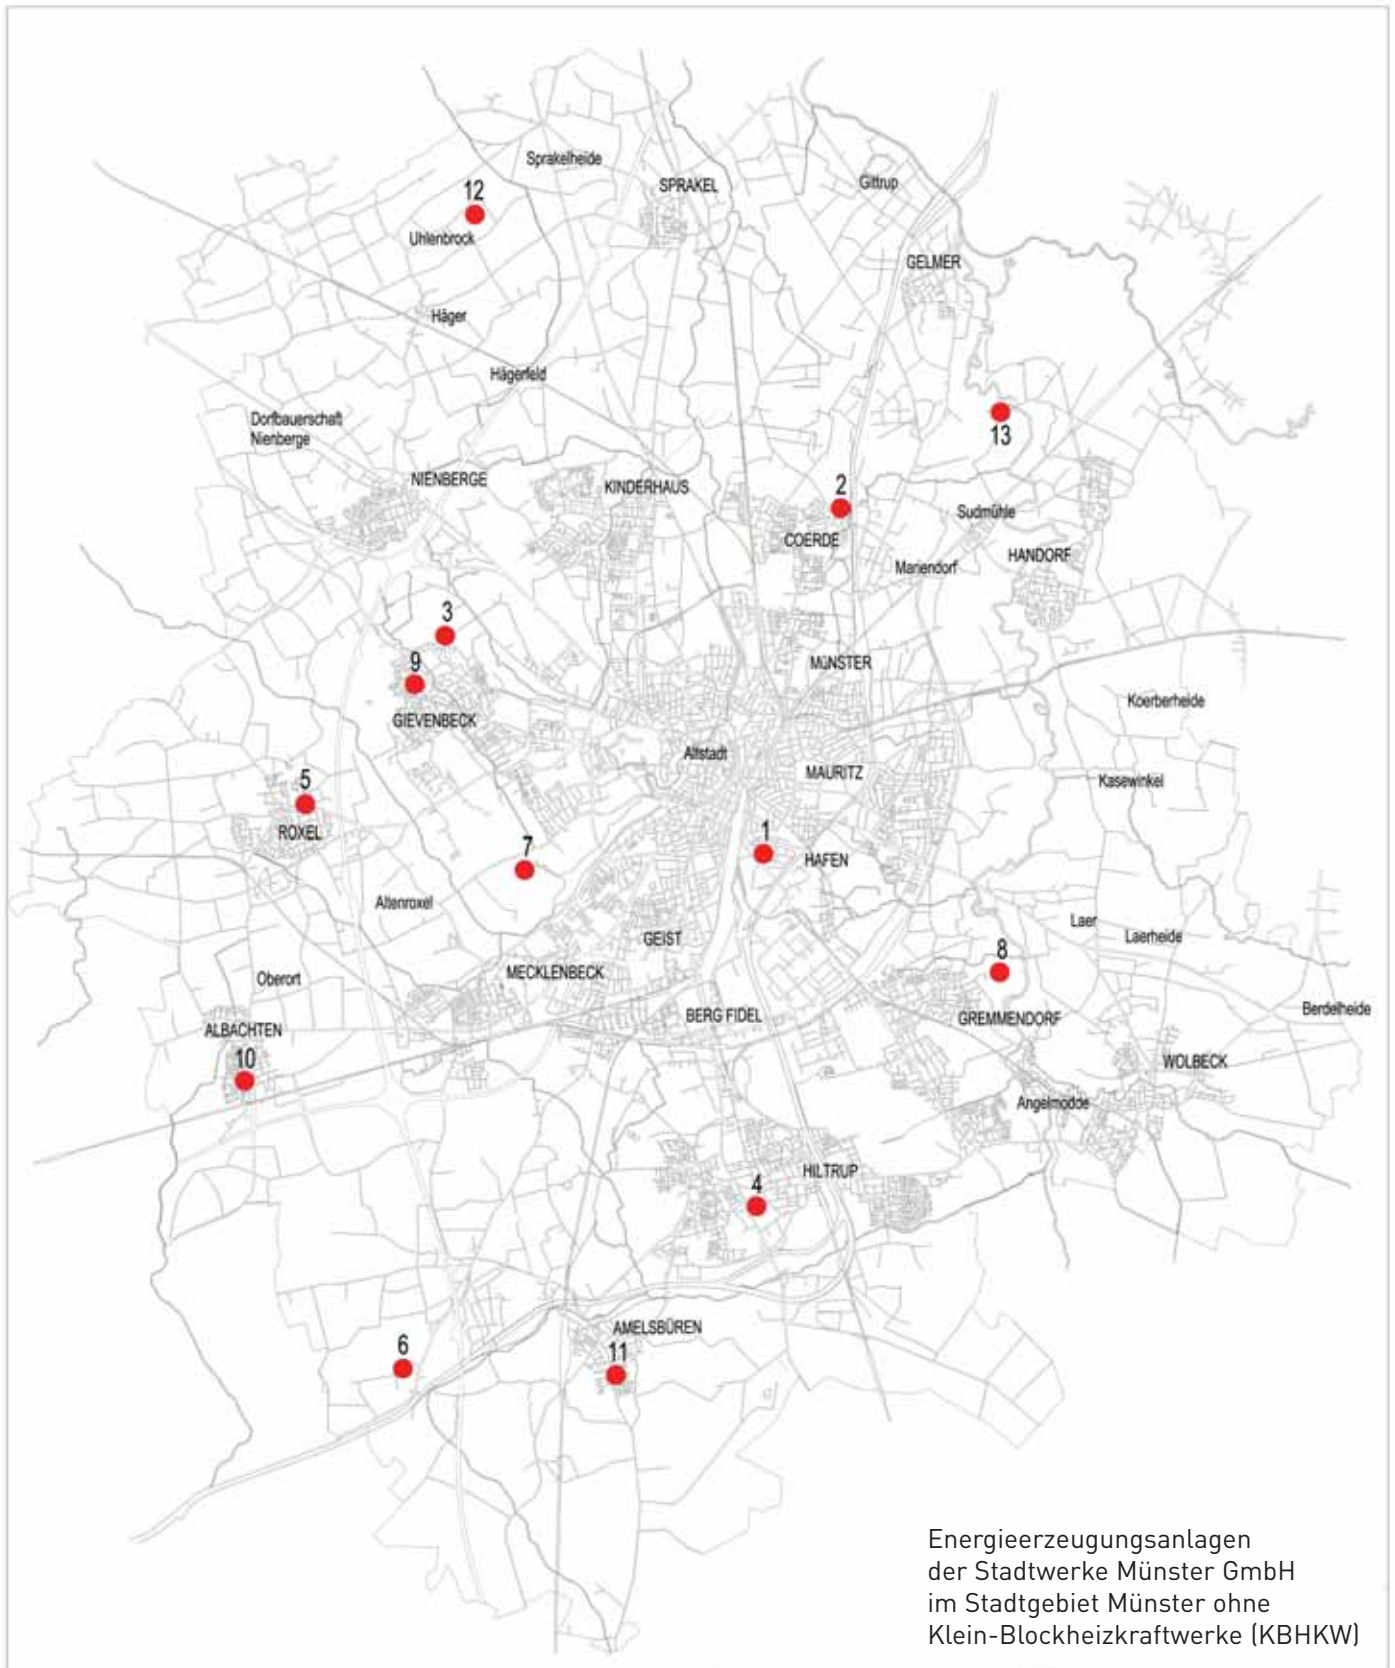 Sprakelheide
12
SPRAKEL
Gittrup
Uhlenbrock
GELMER
Häger
Hägerfeld
Dorfbauerschaft
Nienberge
13
NIENBERGE
KINDERHAUS
2
Sudmühle
COERDE
HANDORF
Mariendorf
3
9
MüNSTER
Koerberheide
GIEVENBECK
Altstadt
MAURITZ
Kasewinkel
5
ROXEL
1
7
HAFEN
Altenroxel
Laer
GEIST
Laerheide
8
MECKLENBECK
Oberort
Berdelheide
BERG FIDEL
GREMMENDORF
ALBACHTEN
10
WOLBECK
Angelmodde
HILTRUP
4
AMELSBÜREN
6
11
Energieerzeugungsanlagen
der Stadtwerke Münster GmbH
im Stadtgebiet Münster ohne
Klein-Blockheizkraftwerke (KBHKW)